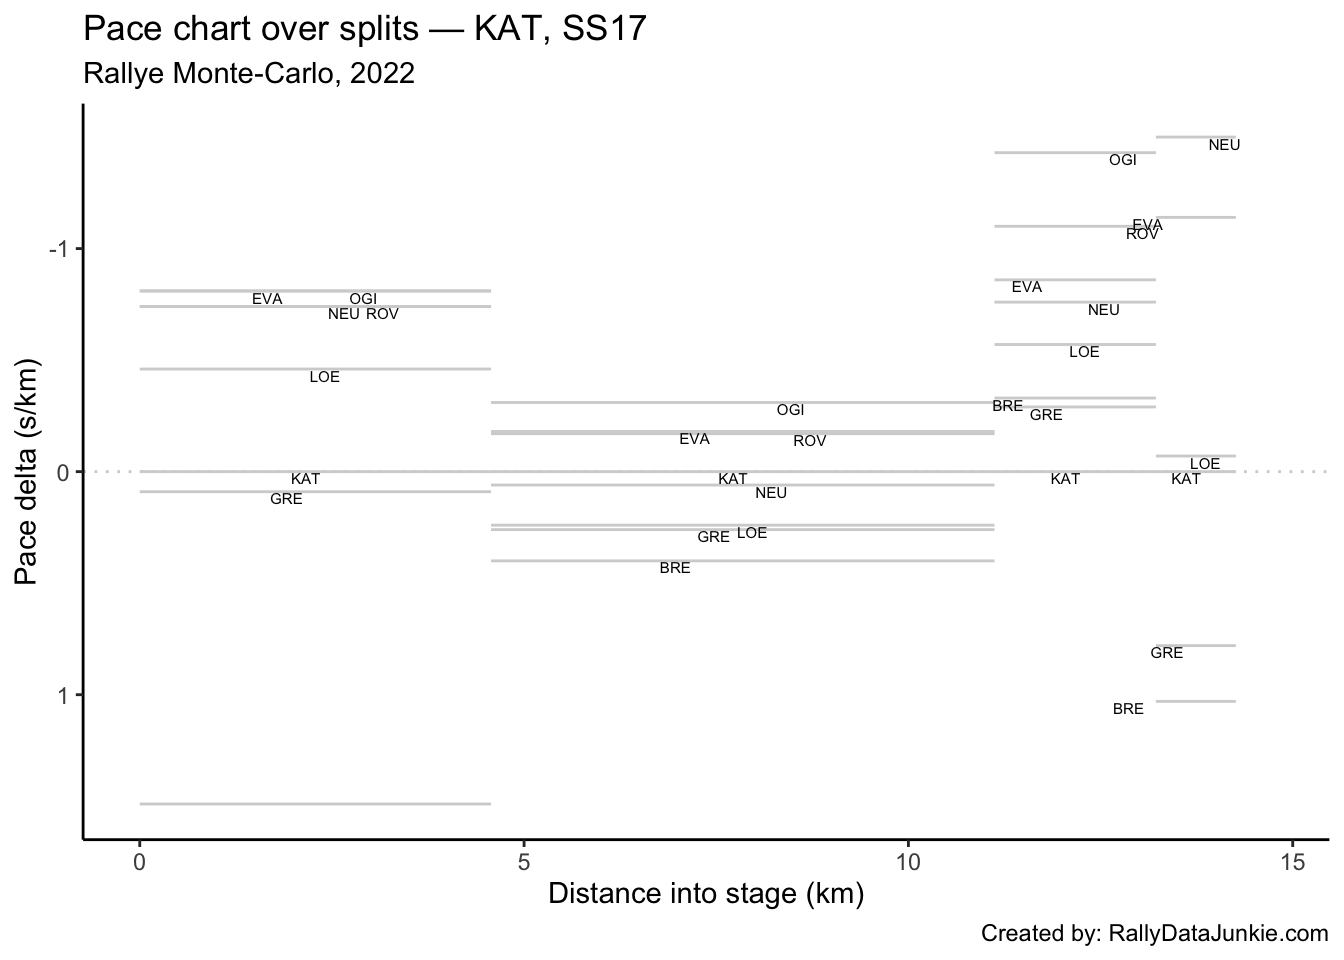 Pace chart over splits — KAT, SS17
Rallye Monte-Carlo, 2022
NEU
OGI
EVA
-1
ROV
EVA
EVA OGI
NEU
NEU ROV
LOE
LOE
BRE
OGI
GRE
EVA ROV
LOE
0
KAT KAT KAT KAT
NEU
GRE
LOE
GRE
BRE
GRE
1
BRE
Pace delta (s/km)
0 5 10 15
Distance into stage (km)
Created by: RallyDataJunkie.com